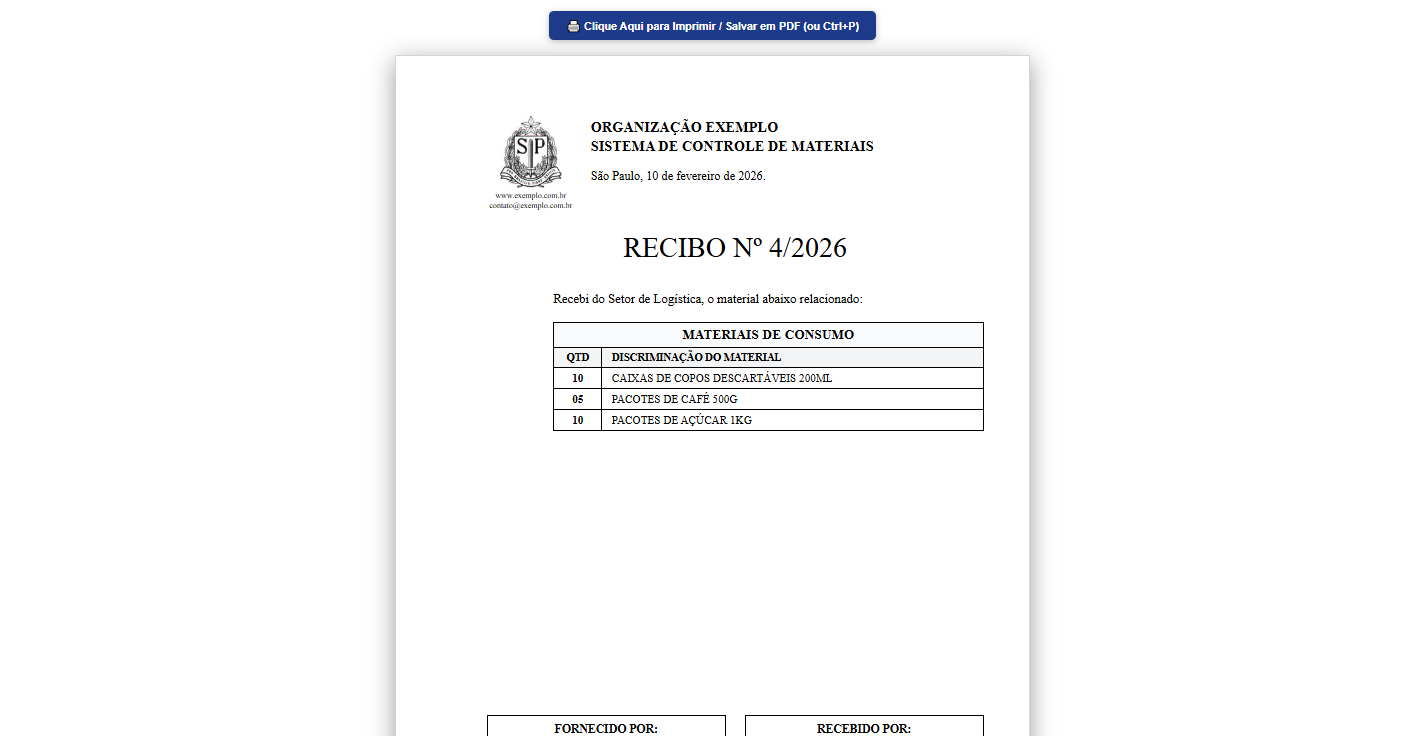 Clique Aqui para Imprimir / Salvar em PDF (ou Ctrl+P)
SP
www.exemplo.com.br
contato@exemplo.com.br
ORGANIZAÇÃO EXEMPLO
SISTEMA DE CONTROLE DE MATERIAIS
São Paulo, 10 de fevereiro de 2026.
RECIBO Nº 4/2026
Recebi do Setor de Logística, o material abaixo relacionado:
MATERIAIS DE CONSUMO
QTD DISCRIMINAÇÃO DO MATERIAL
10 CAIXAS DE COPOS DESCARTÁVEIS 200ML
05 PACOTES DE CAFÉ 500G
10 PACOTES DE AÇÚCAR 1KG
FORNECIDO POR: RECEBIDO POR: